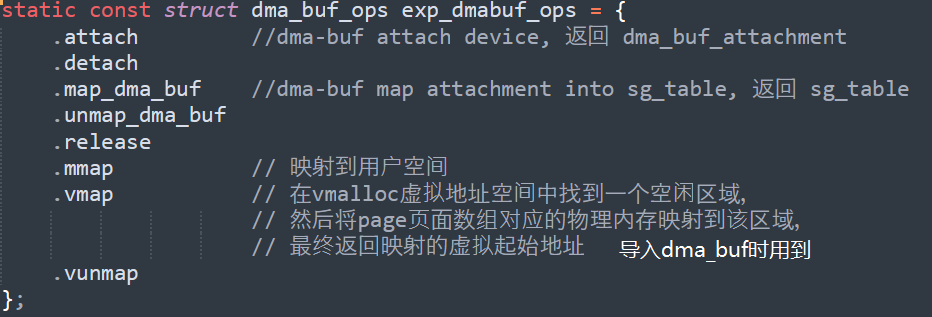 static const struct dma_buf_ops exp_dmabuf_ops = {
.attach //dma-buf attach device, 返回 dma_buf_attachment
.detach
.map_dma_buf //dma-buf map attachment into sg_table, 返回 sg_table
.unmap_dma_buf
.release
.mmap // 映射到用户空间
.vmap // 在vmalloc虚拟地址空间中找到一个空闲区域,
// 然后将page页面数组对应的物理内存映射到该区域,
// 最终返回映射的虚拟起始地址 导入dma_buf时用到
.vunmap
};